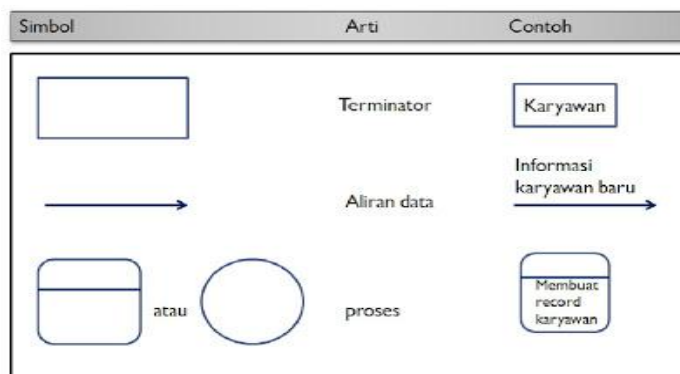 Simbol Arti Contoh
Terminator Karyawan
Informasi
karyawan baru
Aliran data
atau proses
Membuat
record
karyawan